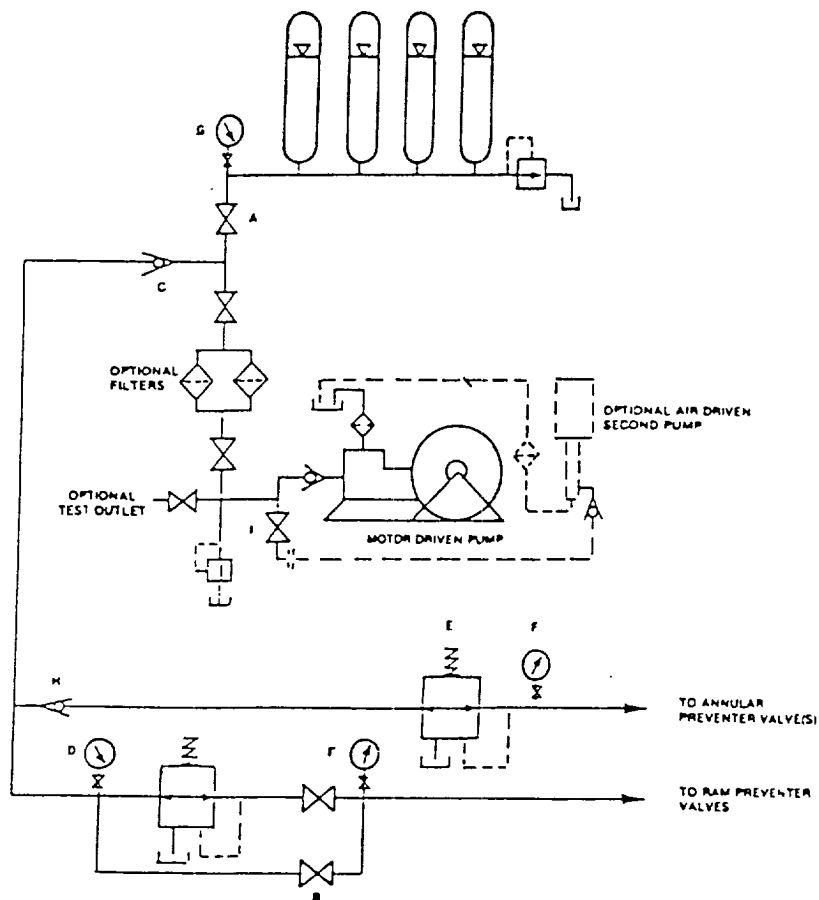 G
A
C
OPTIONAL
FILTERS
OPTIONAL AIR DRIVEN
SECOND PUMP
OPTIONAL
TEST OUTLET
I
MOTOR DRIVEN PUMP
E
F
H
TO ANNULAR
PREVENTER VALVE(S)
D
F
TO RAM PREVENTER
VALVES
B